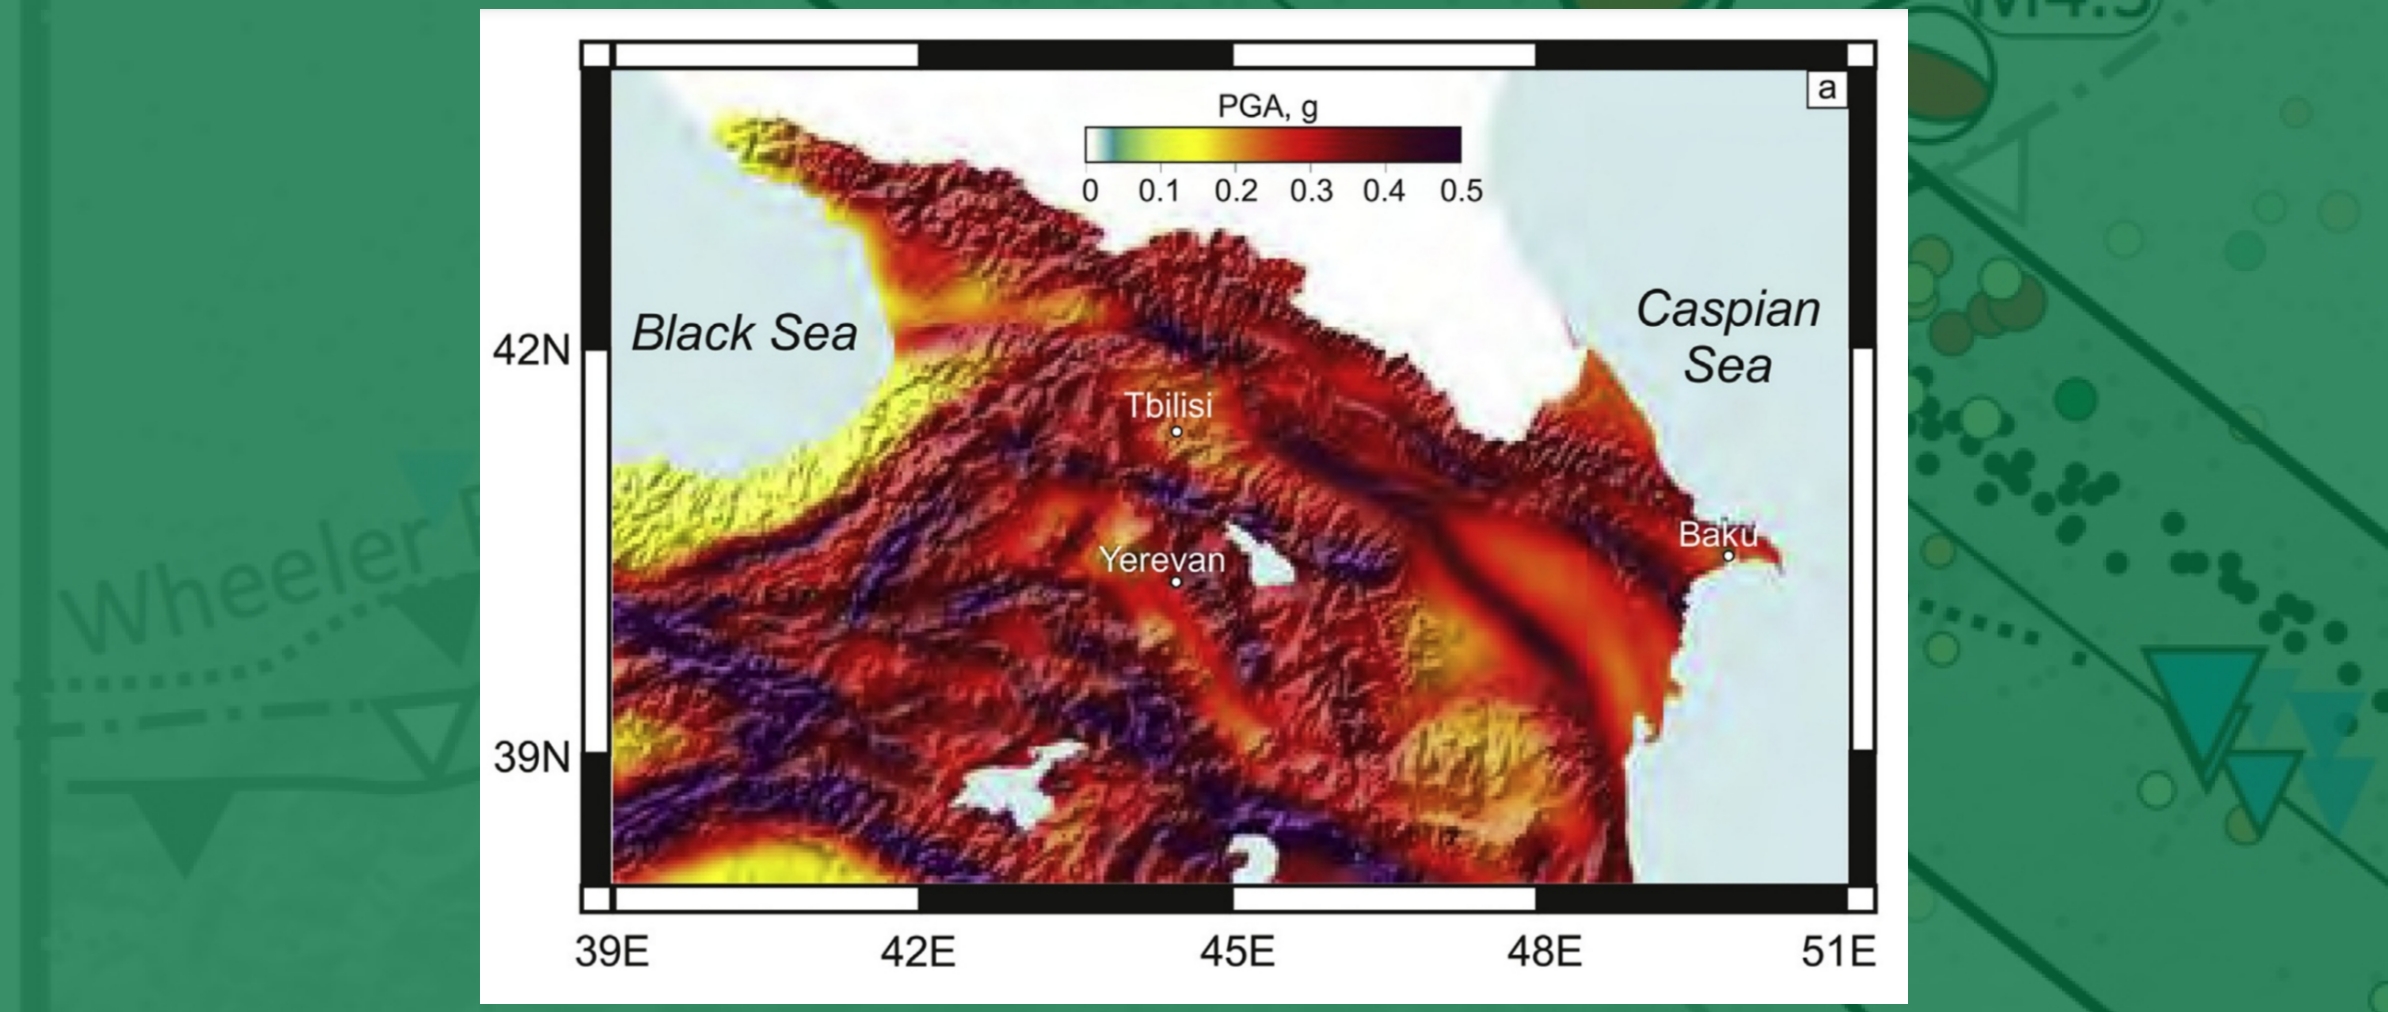 M4.5
a
PGA, g
0 0.1 0.2 0.3 0.4 0.5
Black Sea
Caspian
Sea
42N
Tbilisi
Wheeler
Baku
Yerevan
39N
39E 42E 45E 48E 51E